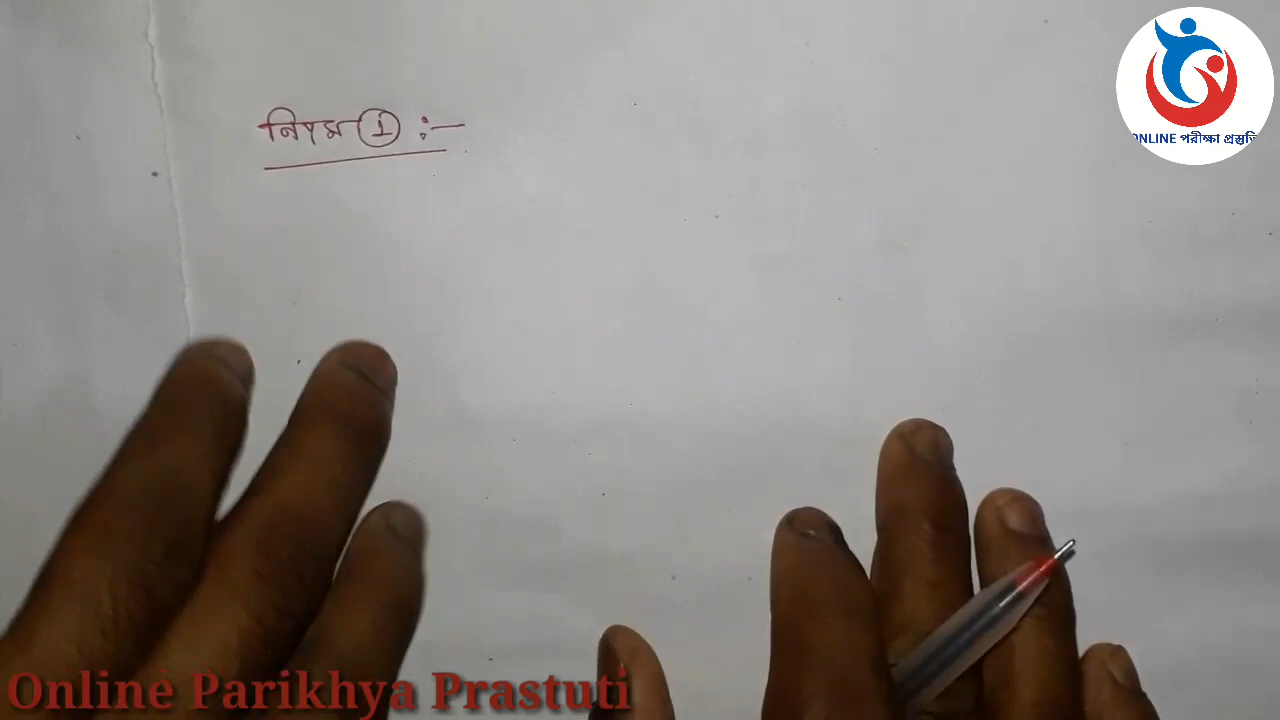 নিয়ম ① :-
ONLINE পরীক্ষা প্রস্তুতি
Online Parikhya Prastuti